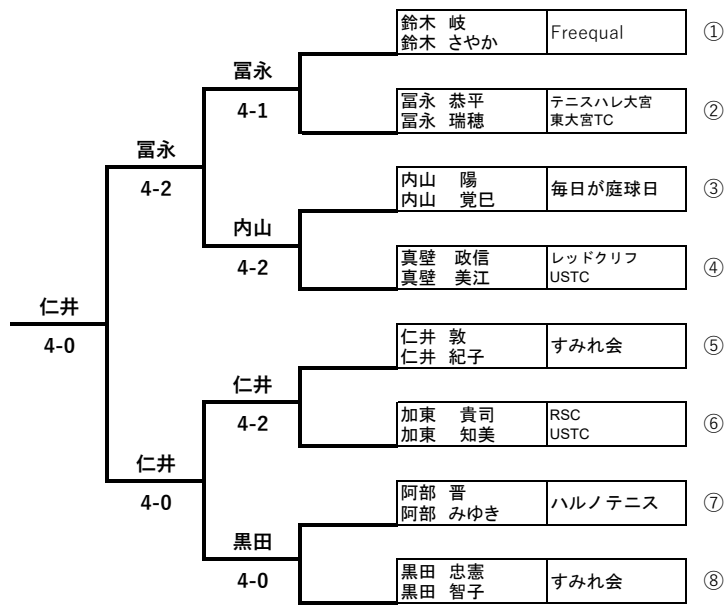 鈴木 岐
鈴木 さやか
Freequal
①
冨永
4-1
冨永 恭平
冨永 瑞穂
テニスハレ大宮
東大宮TC
②
冨永
4-2
内山 陽
内山 覚巳
毎日が庭球日
③
内山
4-2
真壁 政信
真壁 美江
レッドクリフ
USTC
④
仁井
4-0
仁井 敦
仁井 紀子
すみれ会
⑤
仁井
4-2
加東 貴司
加東 知美
RSC
USTC
⑥
仁井
4-0
阿部 晋
阿部 みゆき
ハルノテニス
⑦
黒田
4-0
黒田 忠憲
黒田 智子
すみれ会
⑧